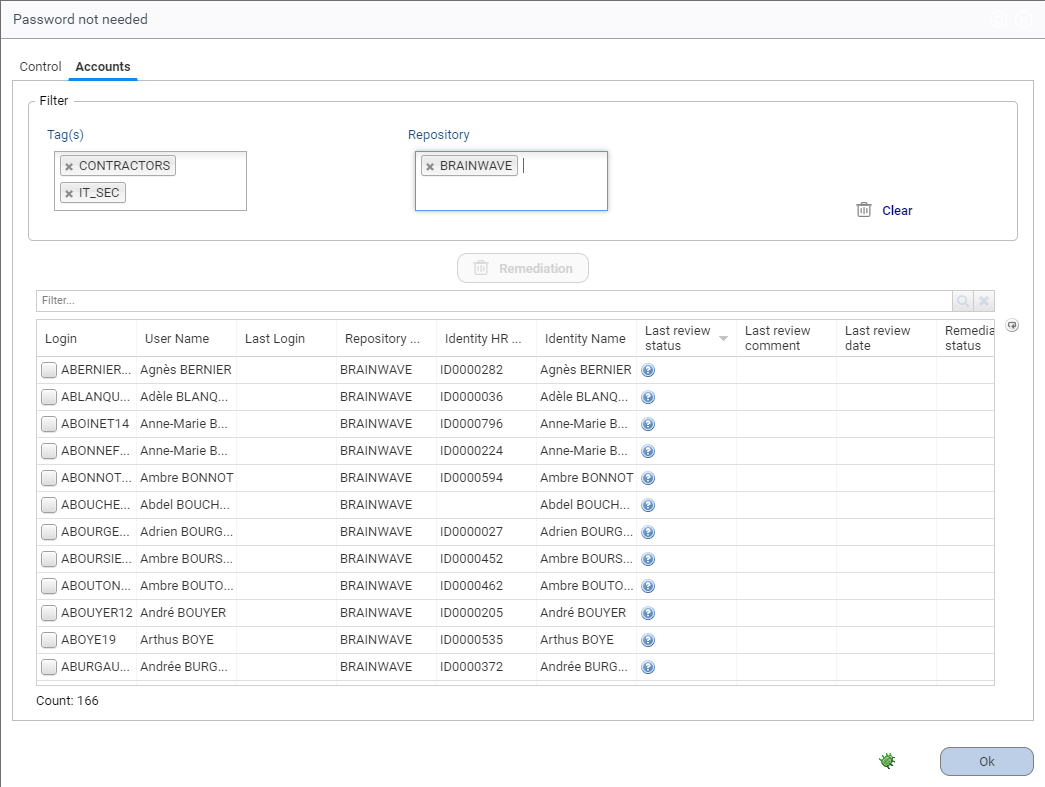 Password not needed
Control Accounts
Filter
Tag(s) Repository
CONTRACTORS BRAINWAVE
IT_SEC
Clear
Remediation
Filter...
Login User Name Last Login Repository ... Identity HR ... Identity Name Last review status Last review comment Last review date Remedia status
ABERNIER... Agnès BERNIER BRAINWAVE ID0000282 Agnès BERNIER
ABLANQU... Adèle BLANQ... BRAINWAVE ID0000036 Adèle BLANQ...
ABOINET14 Anne-Marie B... BRAINWAVE ID0000796 Anne-Marie B...
ABONNEF... Anne-Marie B... BRAINWAVE ID0000224 Anne-Marie B...
ABONNOT... Ambre BONNOT BRAINWAVE ID0000594 Ambre BONNOT
ABOUCHE... Abdel BOUCH... BRAINWAVE Abdel BOUCH...
ABOURGE... Adrien BOURG... BRAINWAVE ID0000027 Adrien BOURG...
ABOURSIE... Ambre BOURS... BRAINWAVE ID0000452 Ambre BOURS...
ABOUTON... Ambre BOUTO... BRAINWAVE ID0000462 Ambre BOUTO...
ABOUYER12 André BOUYER BRAINWAVE ID0000205 André BOUYER
ABOYE19 Arthus BOYE BRAINWAVE ID0000535 Arthus BOYE
ABURGAU... Andrée BURG... BRAINWAVE ID0000372 Andrée BURG...
Count: 166
Ok